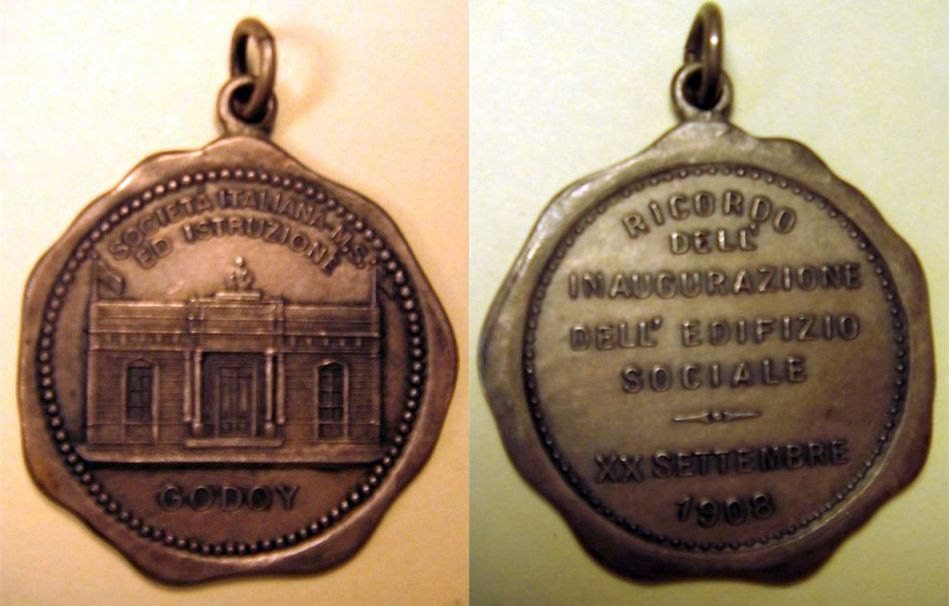 SOCIETÁ ITALIANA-M.S.
ED ISTRUZIONE
GODOY
RICORDO
DELL'
INAUGURAZIONE
DELL' EDIFIZIO
SOCIALE
XX SETTEMBRE
1908